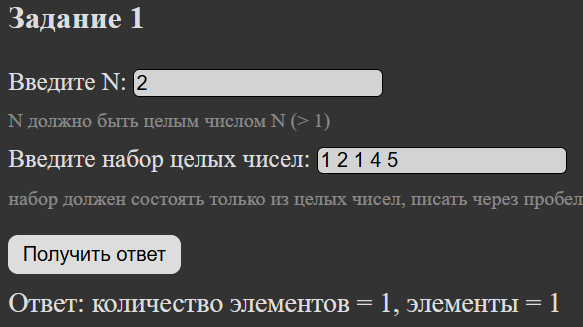 Задание 1
Введите N: 2
N должно быть целым числом N (> 1)
Введите набор целых чисел: 1 2 1 4 5
набор должен состоять только из целых чисел, писать через пробел
Получить ответ
Ответ: количество элементов = 1, элементы = 1